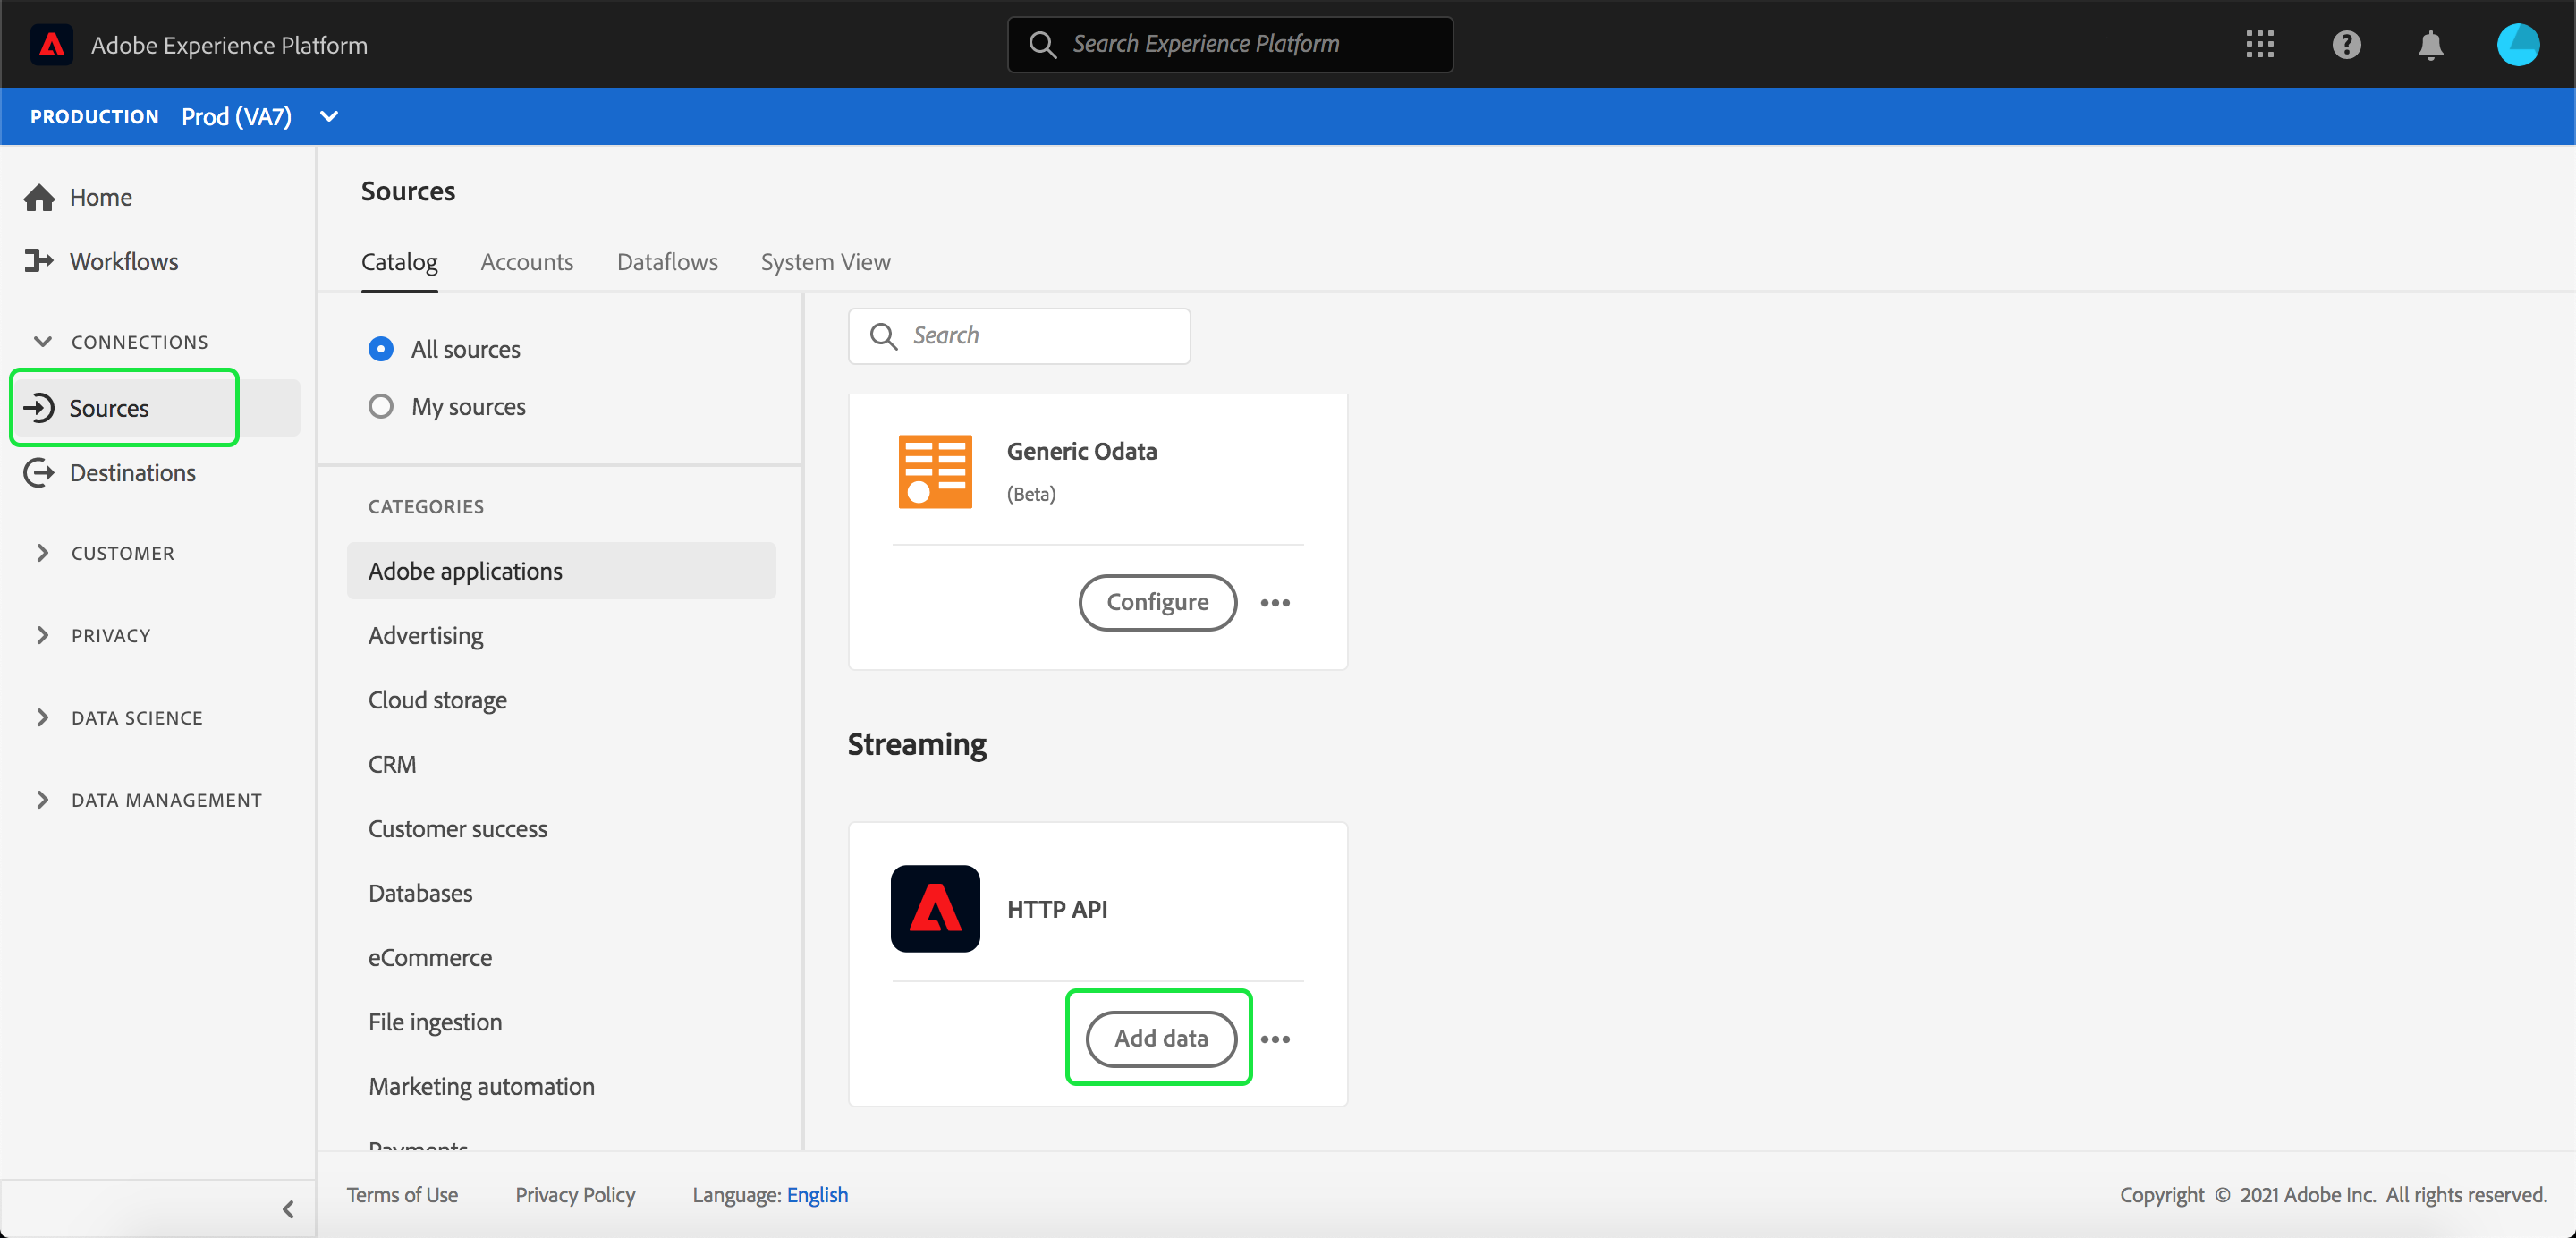 Adobe Experience Platform
Search Experience Platform
PRODUCTION Prod (VA7)
Home
Workflows
CONNECTIONS
Sources
Destinations
CUSTOMER
PRIVACY
DATA SCIENCE
DATA MANAGEMENT
Sources
Catalog Accounts Dataflows System View
All sources
My sources
CATEGORIES
Adobe applications
Advertising
Cloud storage
CRM
Customer success
Databases
eCommerce
File ingestion
Marketing automation
Payments
Search
Generic Odata
(Beta)
Configure
Streaming
HTTP API
Add data
Terms of Use Privacy Policy Language: English
Copyright © 2021 Adobe Inc. All rights reserved.